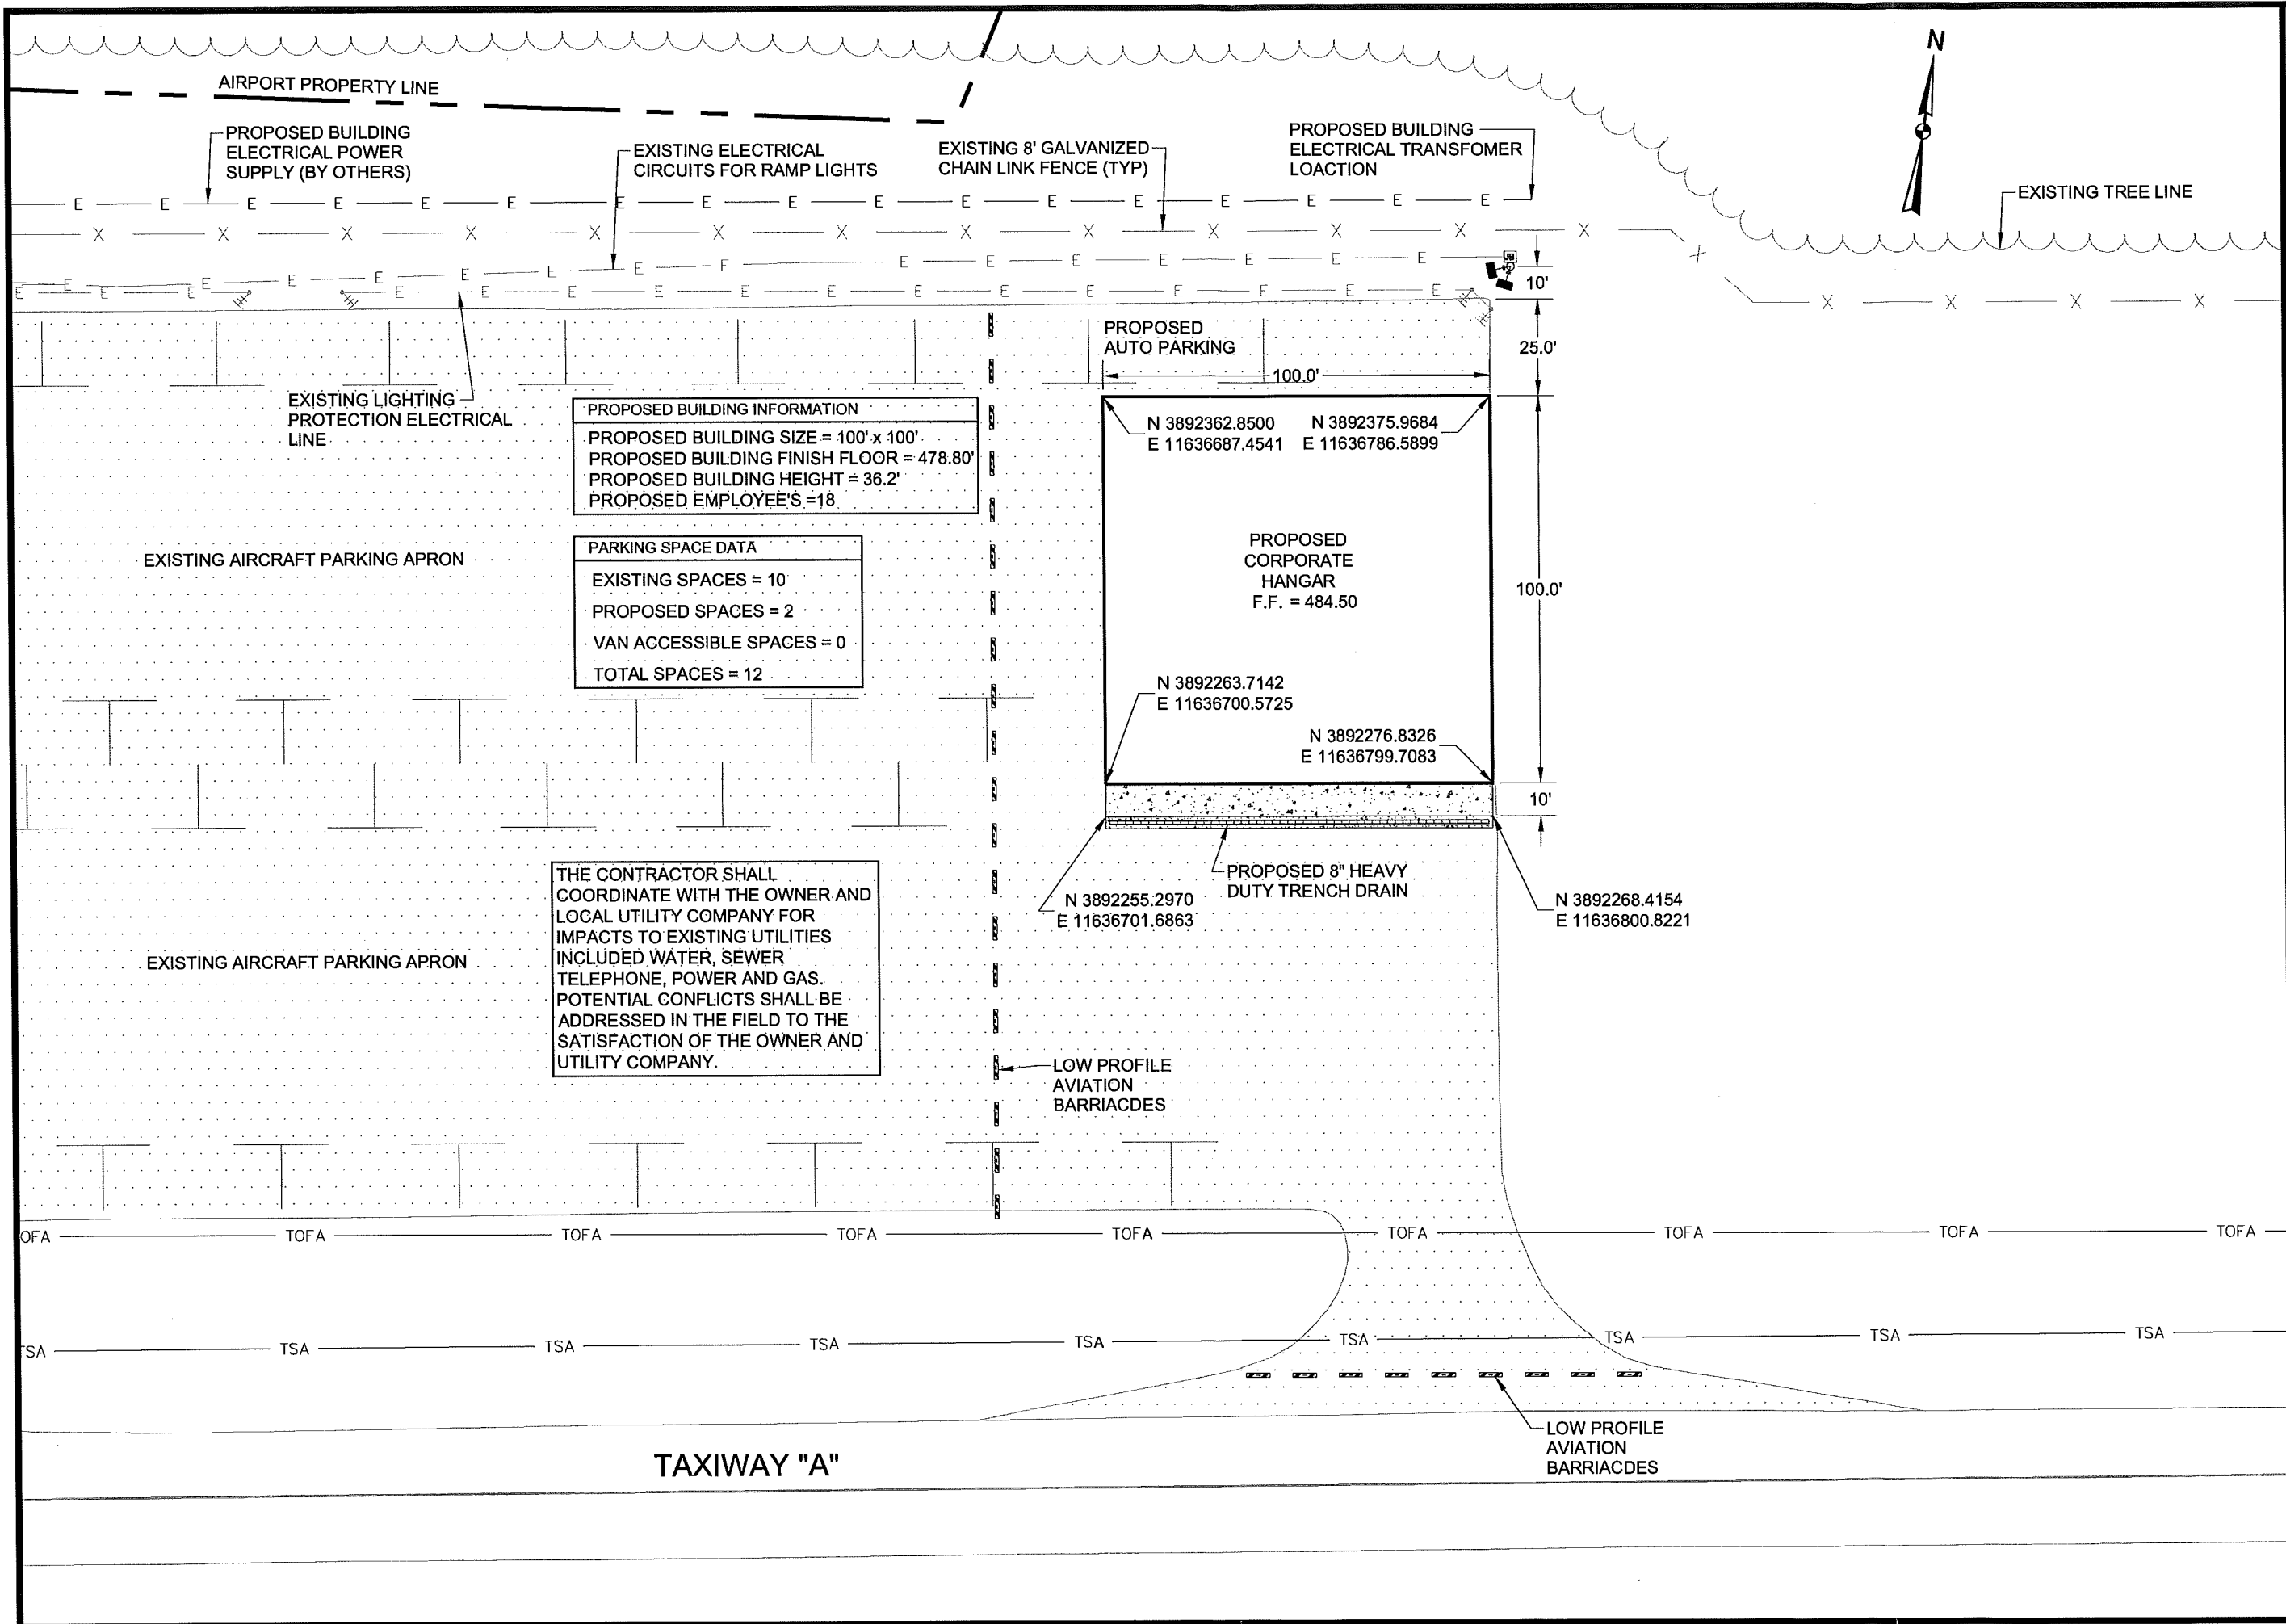 N
AIRPORT PROPERTY LINE
PROPOSED BUILDING
ELECTRICAL POWER
SUPPLY (BY OTHERS)
EXISTING ELECTRICAL
CIRCUITS FOR RAMP LIGHTS
EXISTING 8' GALVANIZED
CHAIN LINK FENCE (TYP)
PROPOSED BUILDING
ELECTRICAL TRANSFOMER
LOACTION
EXISTING TREE LINE
E E E E E E E E E E E E E E E E E
X X X X X X X X X X X X X
X
E E E E E E E E E E E E E E E E
JB
10'
E E E E E E E E E E E E E E E E
X X X X
PROPOSED
AUTO PARKING
25.0'
100.0'
EXISTING LIGHTING
PROTECTION ELECTRICAL
LINE
PROPOSED BUILDING INFORMATION
PROPOSED BUILDING SIZE = 100' x 100'
PROPOSED BUILDING FINISH FLOOR = 478.80'
PROPOSED BUILDING HEIGHT = 36.2'
PROPOSED EMPLOYEE'S =18
N 3892362.8500
E 11636687.4541
N 3892375.9684
E 11636786.5899
EXISTING AIRCRAFT PARKING APRON
PARKING SPACE DATA
EXISTING SPACES = 10
PROPOSED SPACES = 2
VAN ACCESSIBLE SPACES = 0
TOTAL SPACES = 12
PROPOSED
CORPORATE
HANGAR
F.F. = 484.50
100.0'
N 3892263.7142
E 11636700.5725
N 3892276.8326
E 11636799.7083
10'
THE CONTRACTOR SHALL
COORDINATE WITH THE OWNER AND
LOCAL UTILITY COMPANY FOR
IMPACTS TO EXISTING UTILITIES
INCLUDED WATER, SEWER
TELEPHONE, POWER AND GAS.
POTENTIAL CONFLICTS SHALL BE
ADDRESSED IN THE FIELD TO THE
SATISFACTION OF THE OWNER AND
UTILITY COMPANY.
PROPOSED 8" HEAVY
DUTY TRENCH DRAIN
N 3892255.2970
E 11636701.6863
N 3892268.4154
E 11636800.8221
EXISTING AIRCRAFT PARKING APRON
LOW PROFILE
AVIATION
BARRIACDES
OFA TOFA TOFA TOFA TOFA TOFA TOFA TOFA TOFA
TSA TSA TSA TSA TSA TSA TSA TSA TSA
LOW PROFILE
AVIATION
BARRIACDES
TAXIWAY "A"